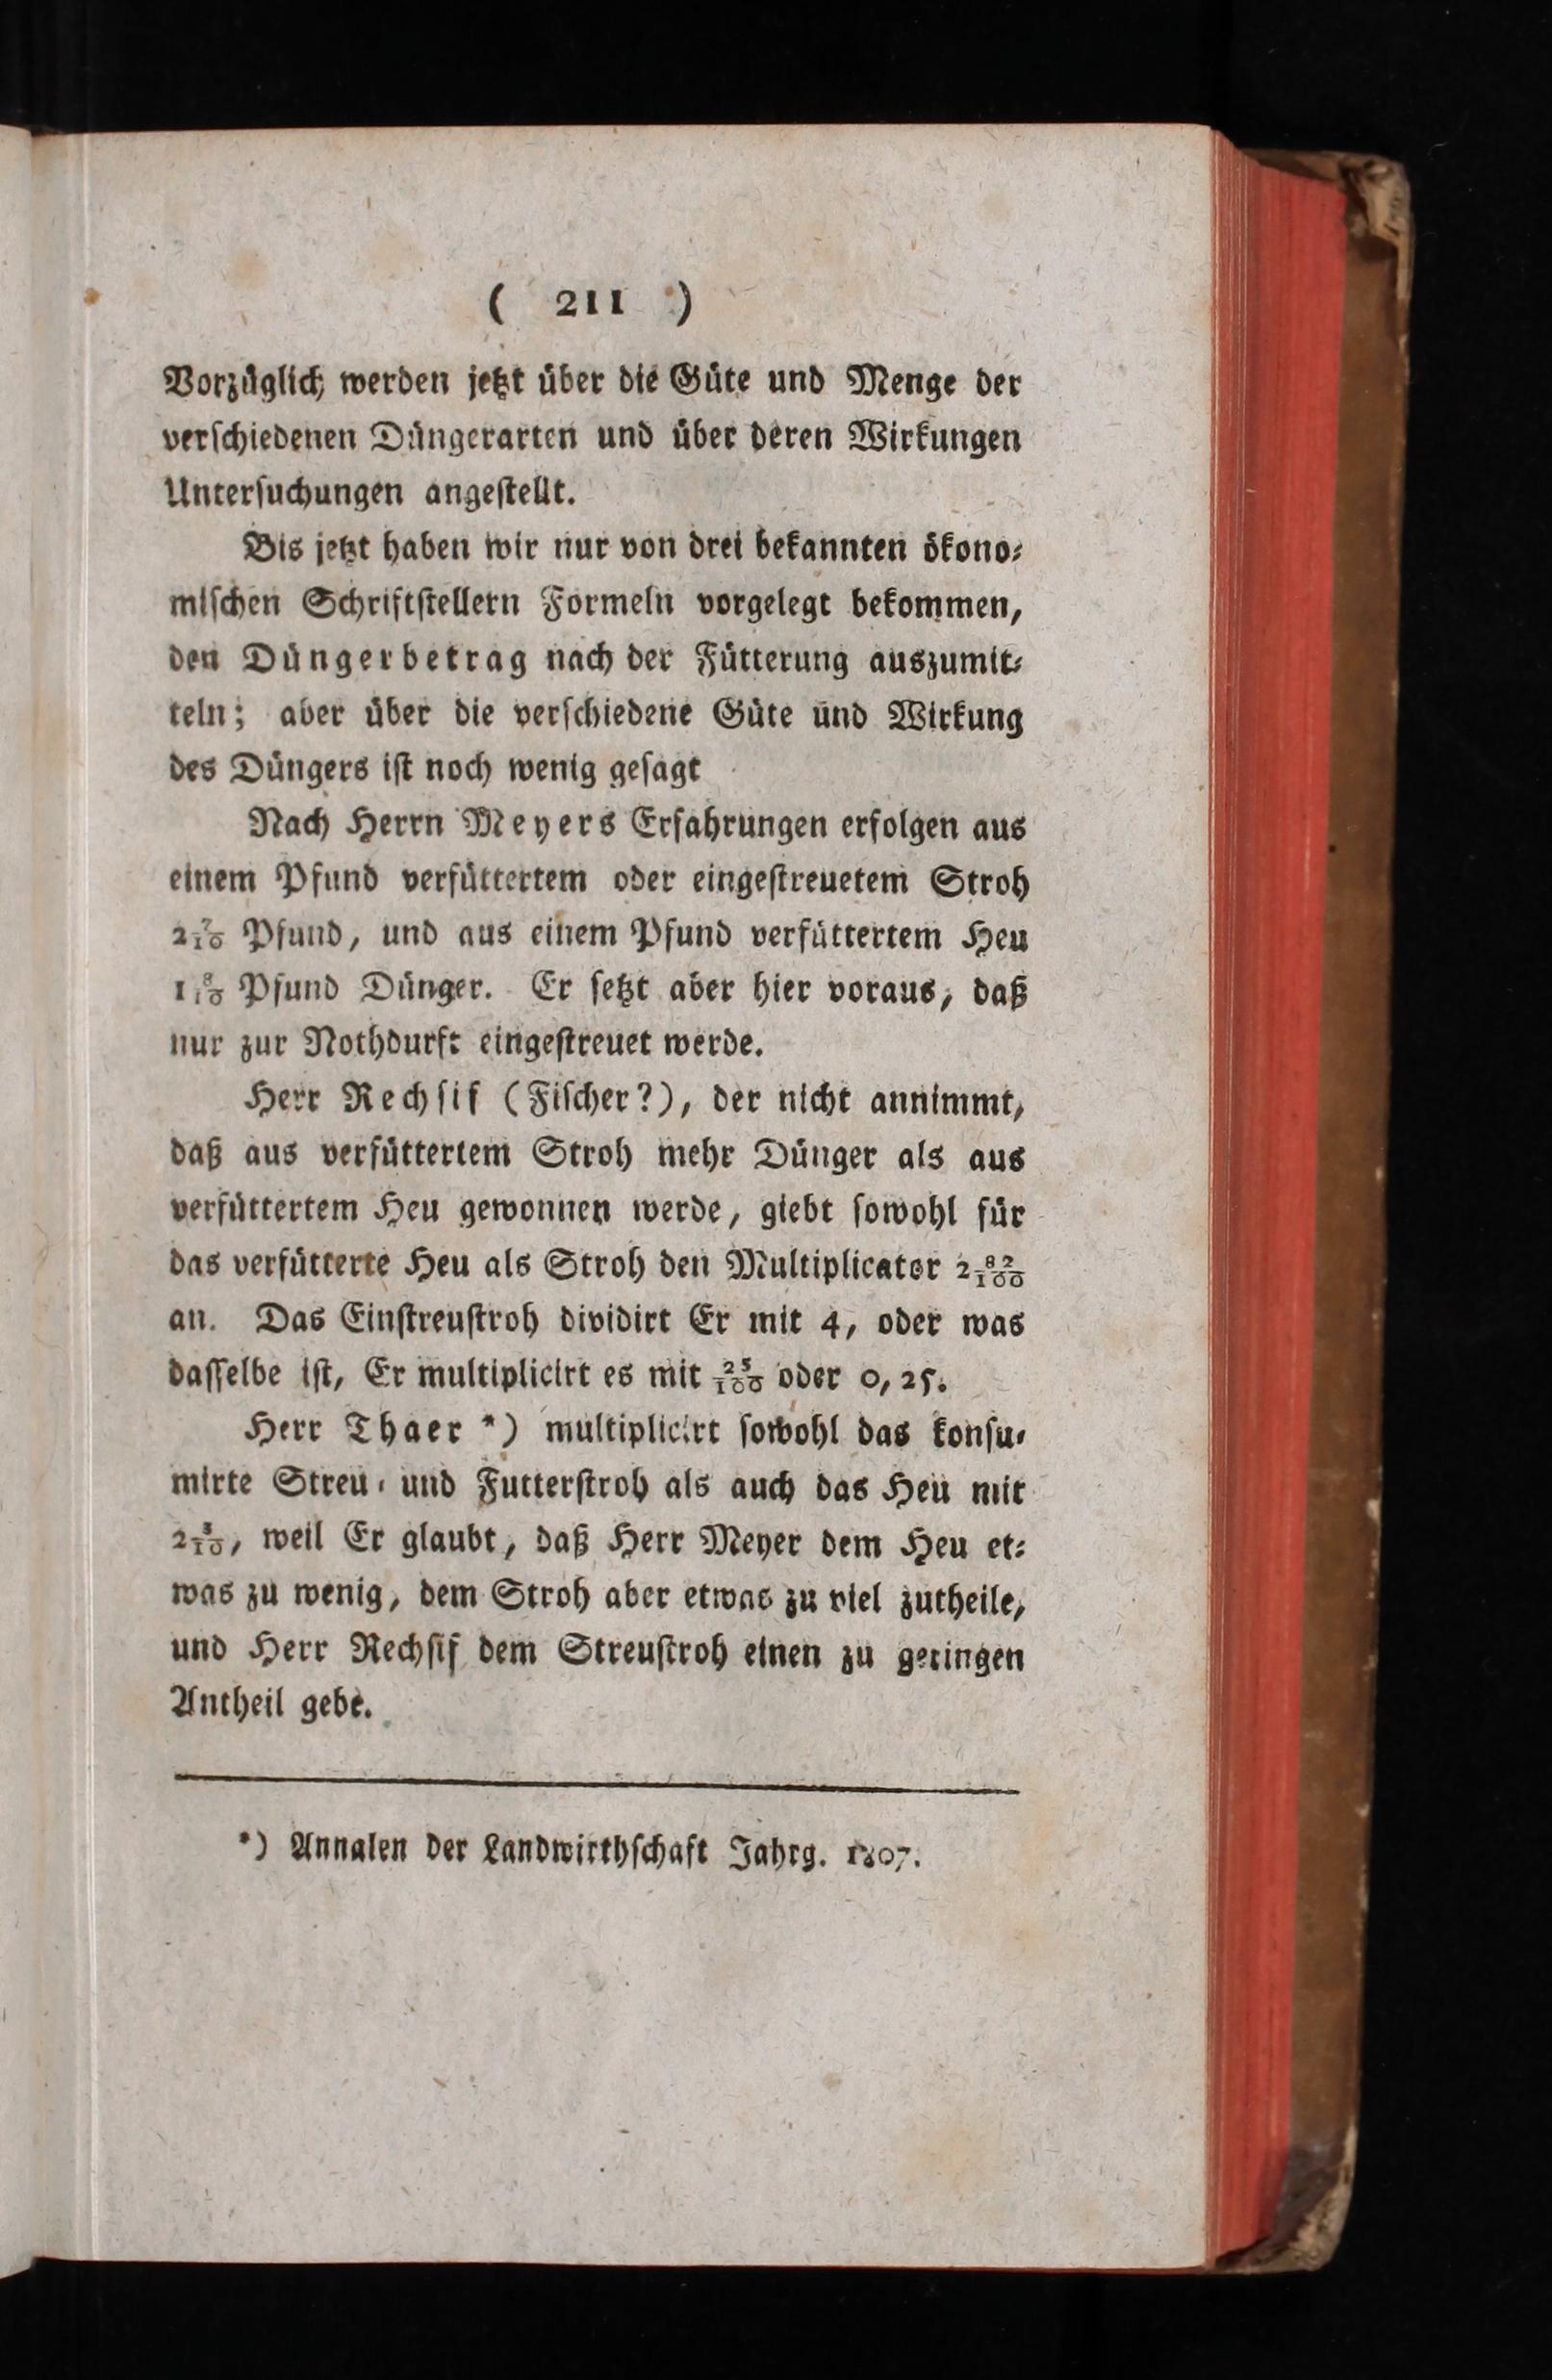 ( 211 )
Vorzüglich werden jetzt über die Güte und Menge der
verſchiedenen Düngerarten und über deren Wirkungen
Unterſuchungen angeſtellt.
Bis jetzt haben wir nur von drei bekannten ökono⸗
miſchen Schriftſtellern Formeln vorgelegt bekommen,
den Düngerbetrag nach der Fütterung auszumit⸗
teln; aber über die verſchiedene Güte und Wirkung
des Düngers iſt noch wenig geſagt
Nach Herrn Meyers Erfahrungen erfolgen aus
einem Pfund verfüttertem oder eingeſtreuetem Stroh
2 7/10 Pfund, und aus einem Pfund verfüttertem Heu
1 8/10 Pfund Dünger. Er ſetzt aber hier voraus, daß
nur zur Nothdurft eingeſtreuet werde.
Herr Rechſif (Fiſcher?), der nicht annimmt,
daß aus verfüttertem Stroh mehr Dünger als aus
verfüttertem Heu gewonnen werde, giebt ſowohl für
das verfütterte Heu als Stroh den Multiplicator 2 82/100
an. Das Einſtreuſtroh dividirt Er mit 4, oder was
daſſelbe iſt, Er multiplicirt es mit 25/100 oder 0, 25.
Herr Thaer *) multiplicirt ſowohl das konſu⸗
mirte Streu⸗ und Futterſtroh als auch das Heu mit
2 3/10, weil Er glaubt, daß Herr Meyer dem Heu et⸗
was zu wenig, dem Stroh aber etwas zu viel zutheile,
und Herr Rechſif dem Streuſtroh einen zu geringen
Antheil gebe.
*) Annalen der Landwirthſchaft Jahrg. 1807.